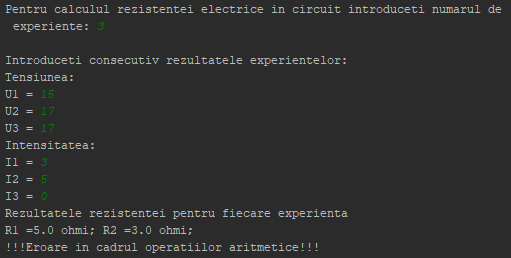 Pentru calculul rezistentei electrice in circuit introduceti numarul de
experiente: 3
Introduceti consecutiv rezultatele experientelor:
Tensiunea:
U1 = 15
U2 = 17
U3 = 17
Intensitatea:
I1 = 3
I2 = 5
I3 = 0
Rezultatele rezistentei pentru fiecare experienta
R1 =5.0 ohmi; R2 =3.0 ohmi;
!!!Eroare in cadrul operatiilor aritmetice!!!